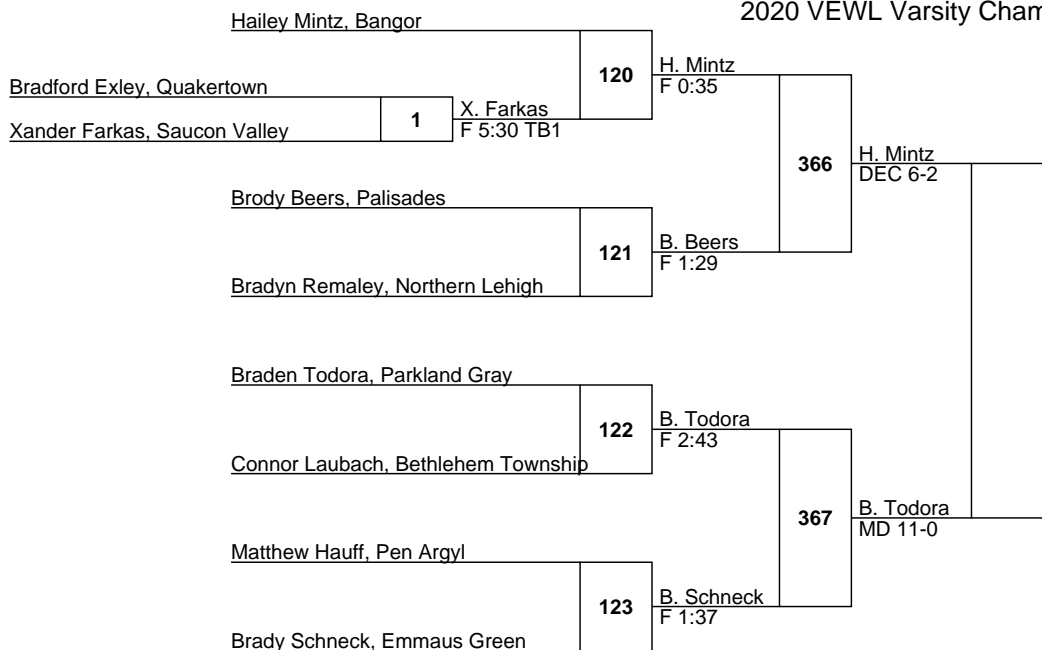 2020 VEWL Varsity Cham
Hailey Mintz, Bangor
120
H. Mintz
F 0:35
Bradford Exley, Quakertown
1
X. Farkas
F 5:30 TB1
Xander Farkas, Saucon Valley
366
H. Mintz
DEC 6-2
Brody Beers, Palisades
121
B. Beers
F 1:29
Bradyn Remaley, Northern Lehigh
Braden Todora, Parkland Gray
122
B. Todora
F 2:43
Connor Laubach, Bethlehem Township
367
B. Todora
MD 11-0
Matthew Hauff, Pen Argyl
123
B. Schneck
F 1:37
Brady Schneck, Emmaus Green